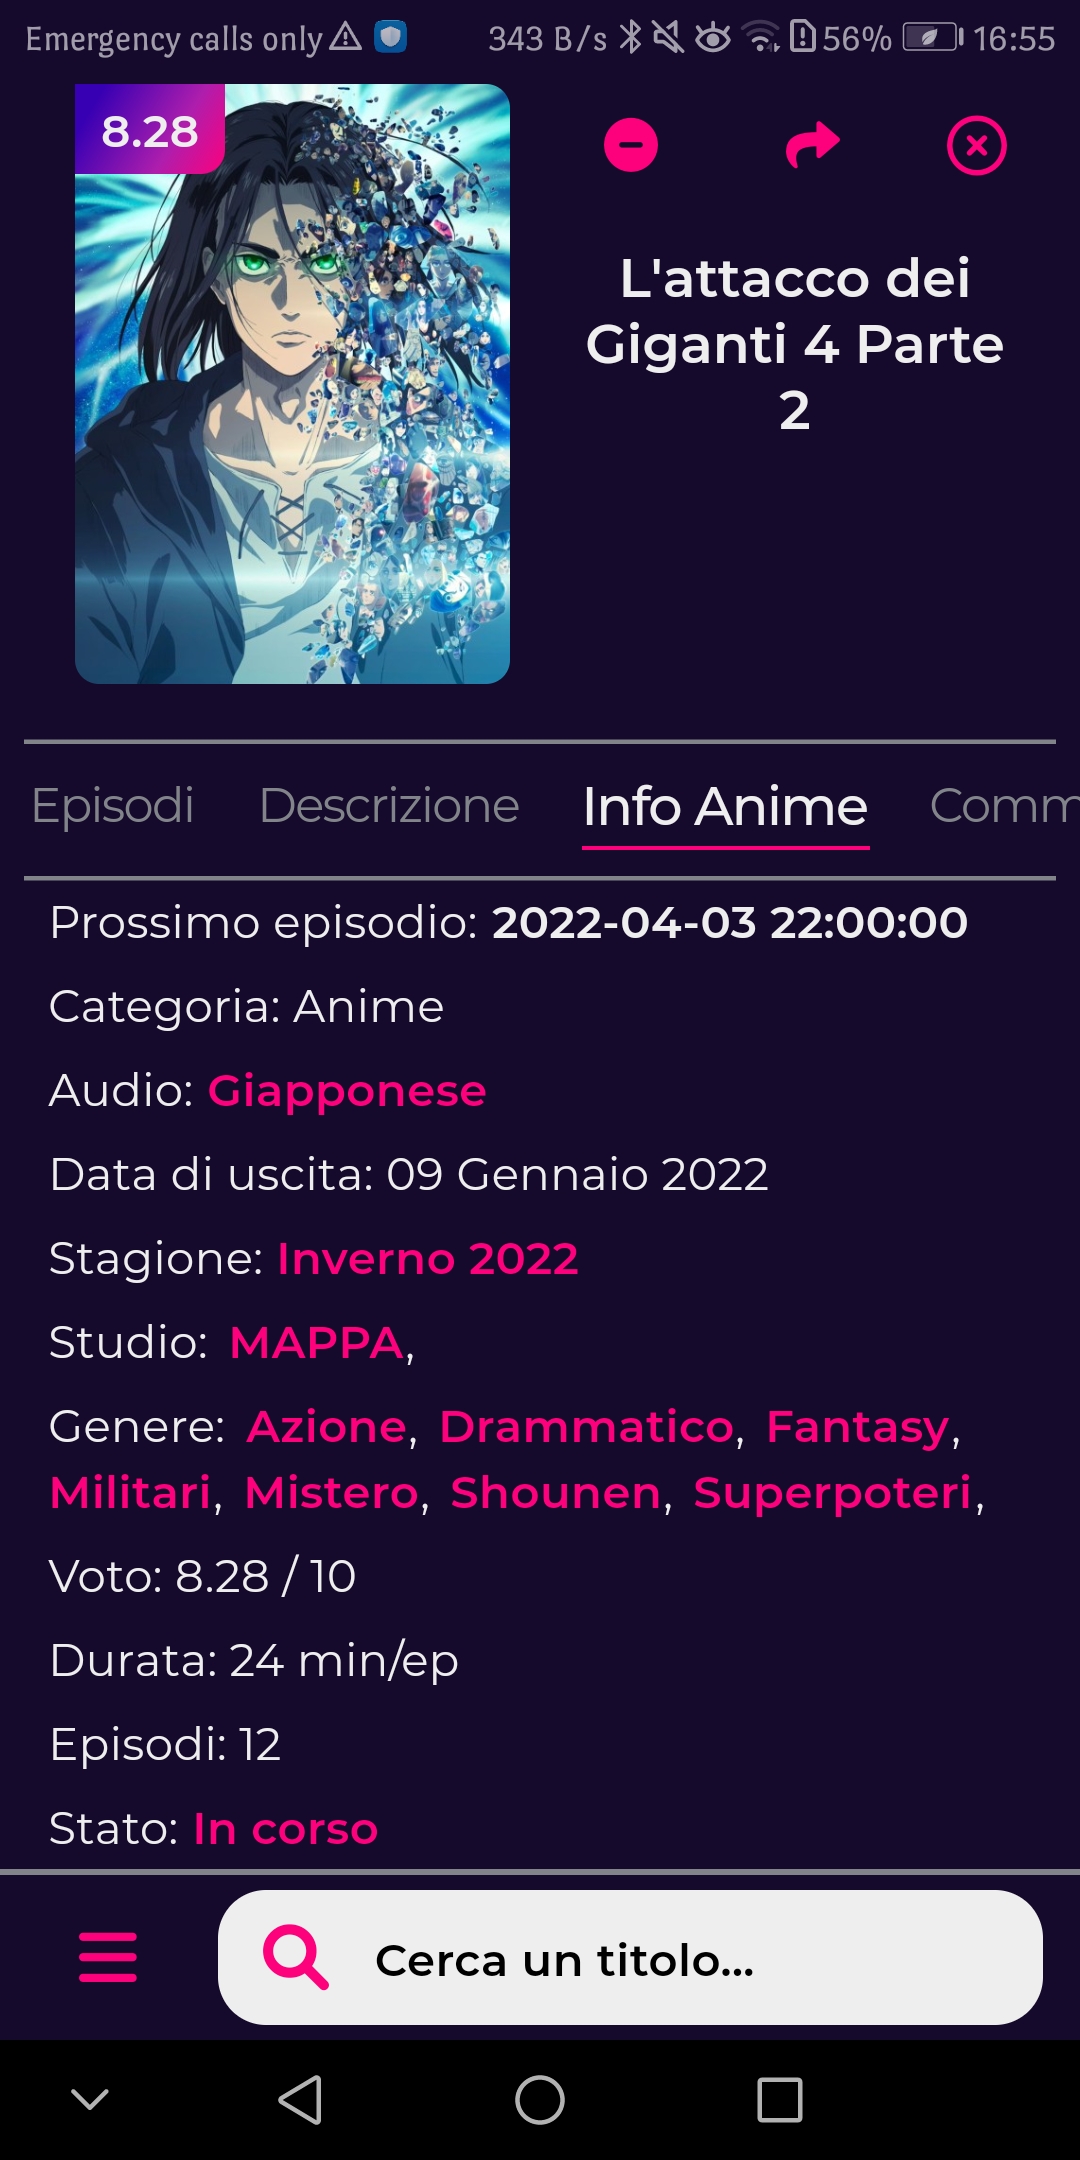 Emergency calls only 343 B/s 56% 16:55
8.28
L'attacco dei
Giganti 4 Parte
2
Episodi Descrizione Info Anime Comm
Prossimo episodio: 2022-04-03 22:00:00
Categoria: Anime
Audio: Giapponese
Data di uscita: 09 Gennaio 2022
Stagione: Inverno 2022
Studio: MAPPA,
Genere: Azione, Drammatico, Fantasy,
Militari, Mistero, Shounen, Superpoteri,
Voto: 8.28 / 10
Durata: 24 min/ep
Episodi: 12
Stato: In corso
Cerca un titolo...